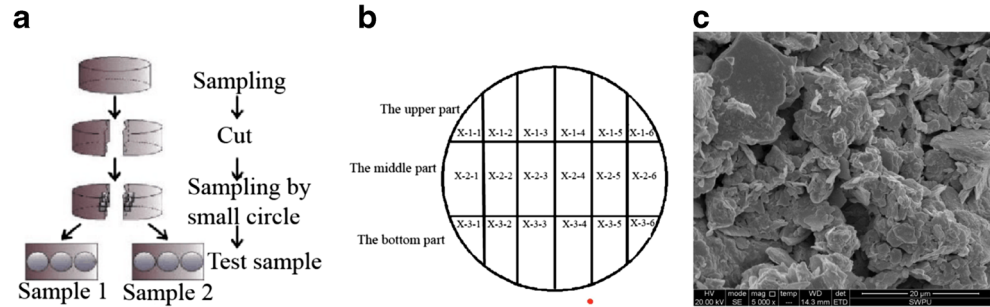 a
Sampling
Cut
Sampling by
small circle
Test sample
Sample 1 Sample 2
b
The upper part
X-1-1 X-1-2 X-1-3 X-1-4 X-1-5 X-1-6
The middle part
X-2-1 X-2-2 X-2-3 X-2-4 X-2-5 X-2-6
X-3-1 X-3-2 X-3-3 X-3-4 X-3-5 X-3-6
The bottom part
c
HV mode mag □ temp WD det
20.00 kV SE 5 000 x --- 14.3 mm ETD
20 µm
SWPU